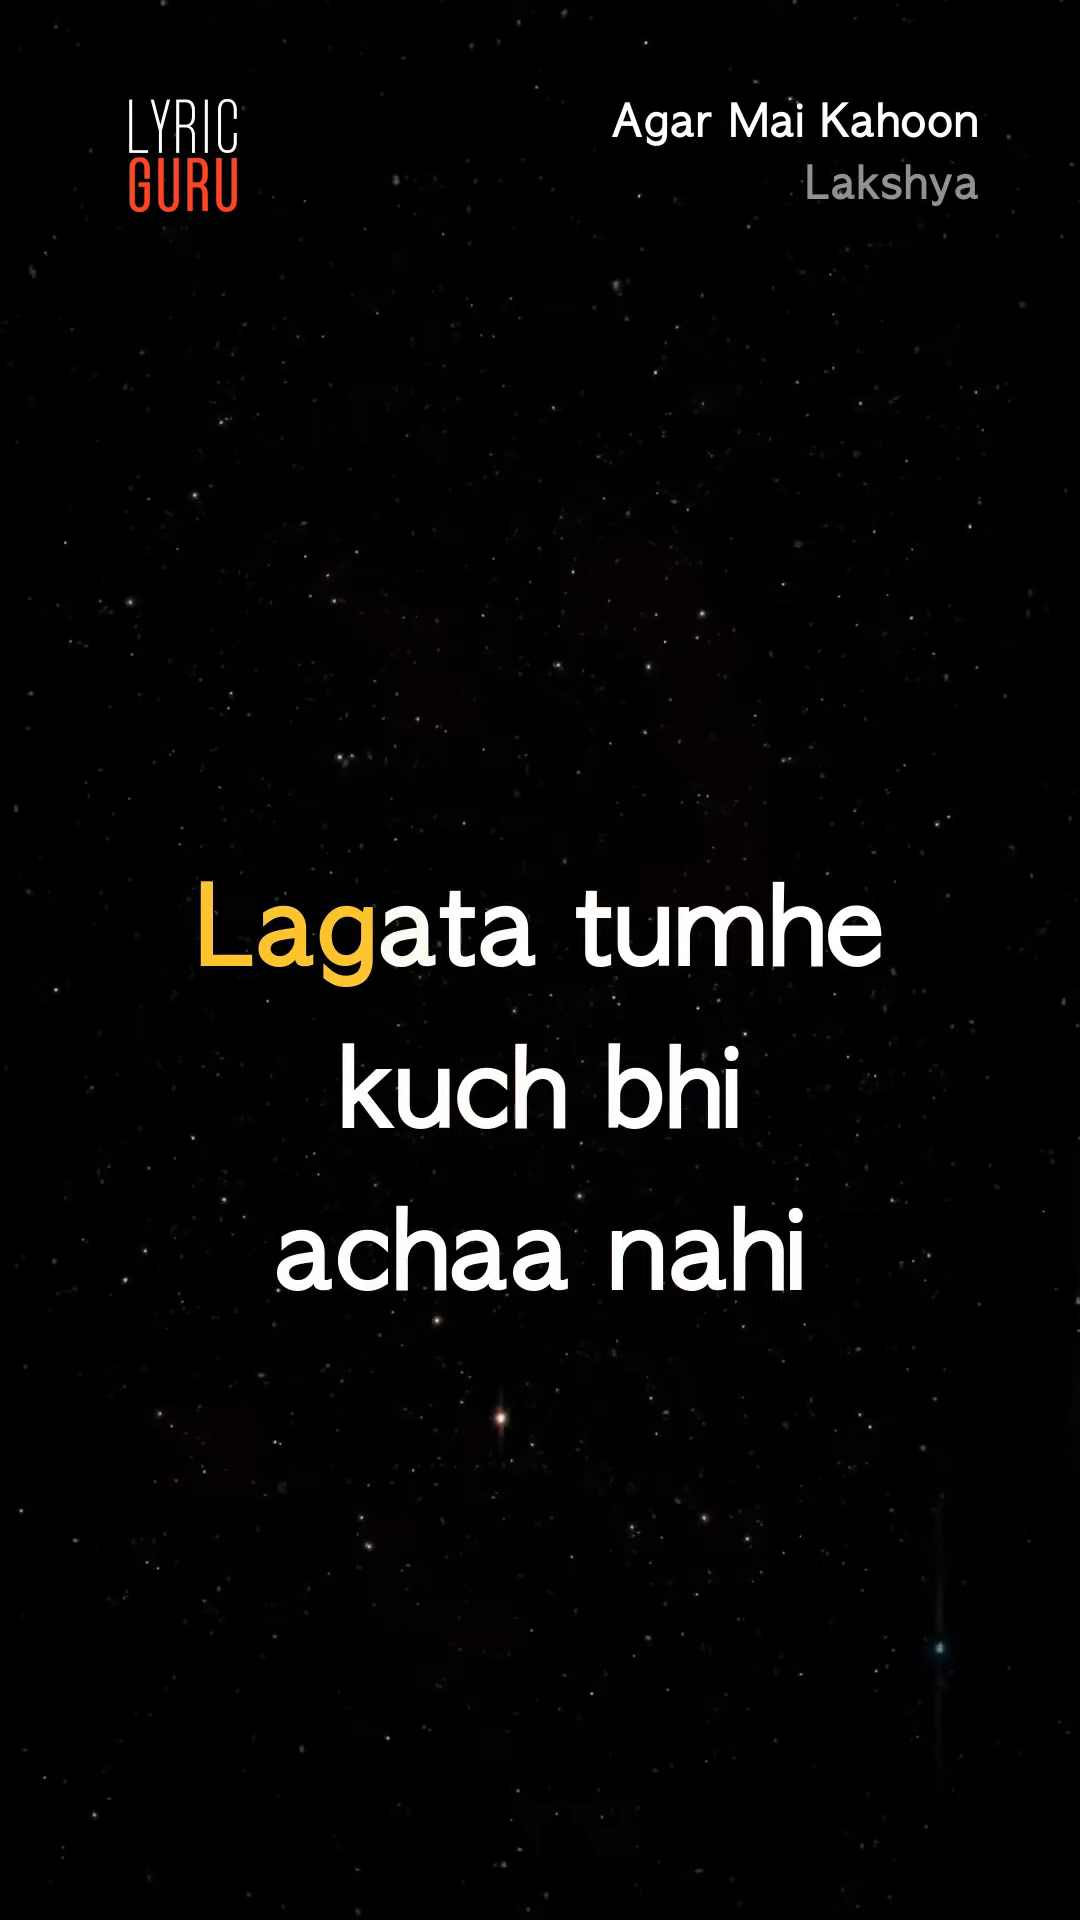 LYRIC
GURU
Agar Mai Kahoon
Lakshya
Lagata tumhe
kuch bhi
achaa nahi